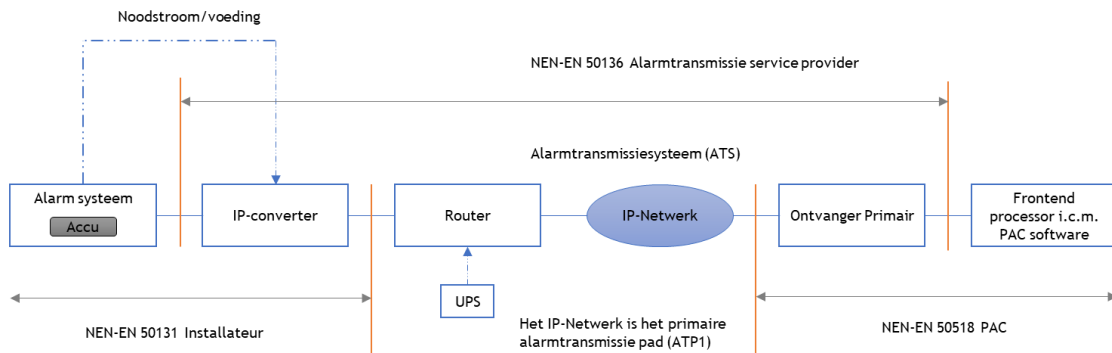 Noodstroom/voeding
NEN-EN 50136 Alarmtransmissie service provider
Alarmtransmissiesysteem (ATS)
Alarm systeem
Accu
IP-converter
Router
IP-Netwerk
Ontvanger Primair
Frontend
processor i.c.m.
PAC software
UPS
NEN-EN 50131 Installateur
Het IP-Netwerk is het primaire
alarmtransmissie pad (ATP1)
NEN-EN 50518 PAC